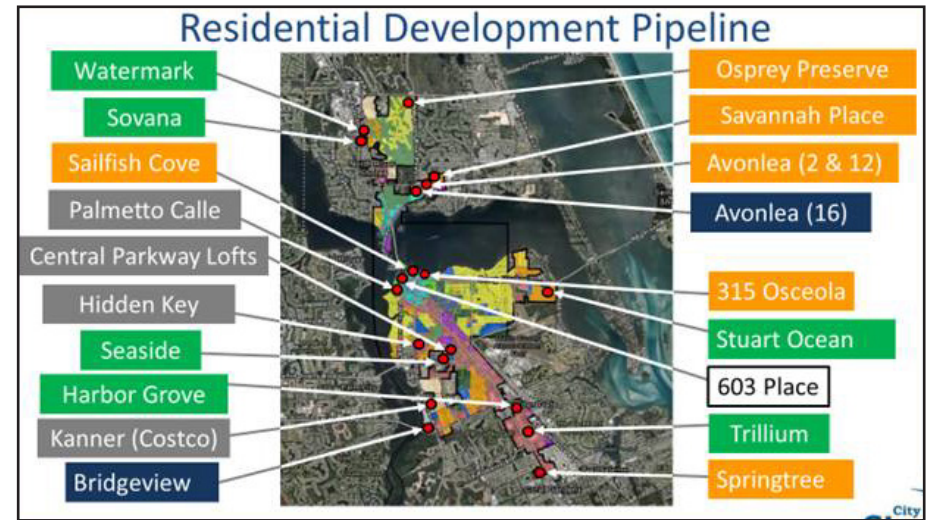 Residential Development Pipeline
Watermark
Sovana
Sailfish Cove
Palmetto Calle
Central Parkway Lofts
Hidden Key
Seaside
Harbor Grove
Kanner (Costco)
Bridgeview
Osprey Preserve
Savannah Place
Avonlea (2 & 12)
Avonlea (16)
315 Osceola
Stuart Ocean
603 Place
Trillium
Springtree
City